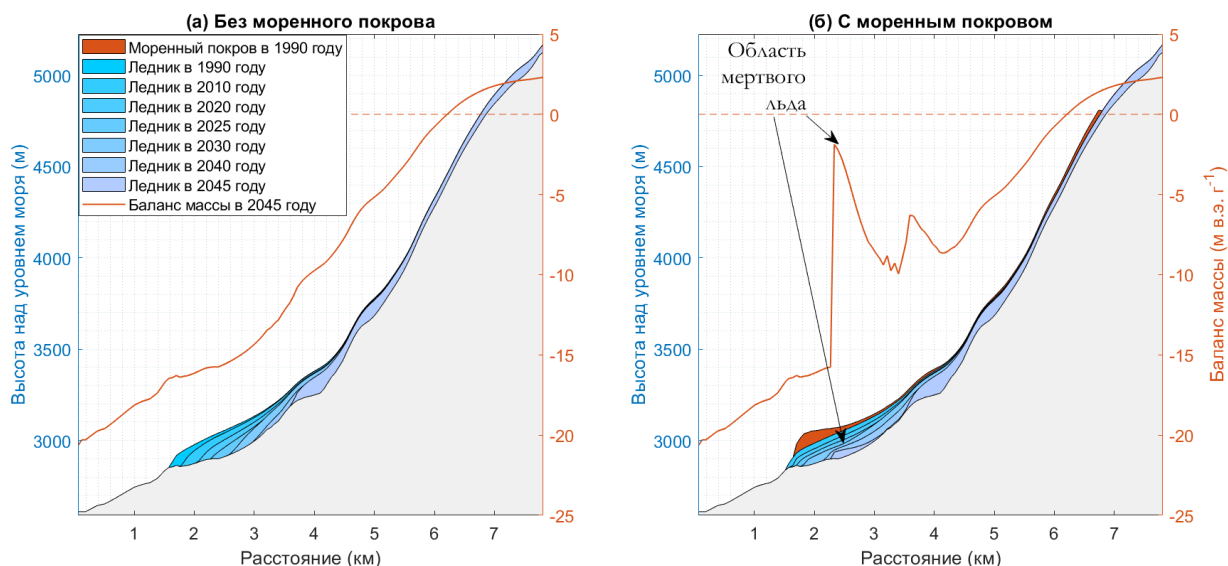 (а) Без моренного покрова
Моренный покров в 1990 году
Ледник в 1990 году
Ледник в 2010 году
Ледник в 2020 году
Ледник в 2025 году
Ледник в 2030 году
Ледник в 2040 году
Ледник в 2045 году
Баланс массы в 2045 году
Высота над уровнем моря (м)
5000
4500
4000
3500
3000
5
0
-5
-10
-15
-20
-25
1 2 3 4 5 6 7
Расстояние (км)
(б) С моренным покровом
Область
мертвого
льда
5000
4500
4000
3500
3000
Высота над уровнем моря (м)
5
0
-5
-10
-15
-20
-25
Баланс массы (м в.э. г⁻¹)
1 2 3 4 5 6 7
Расстояние (км)